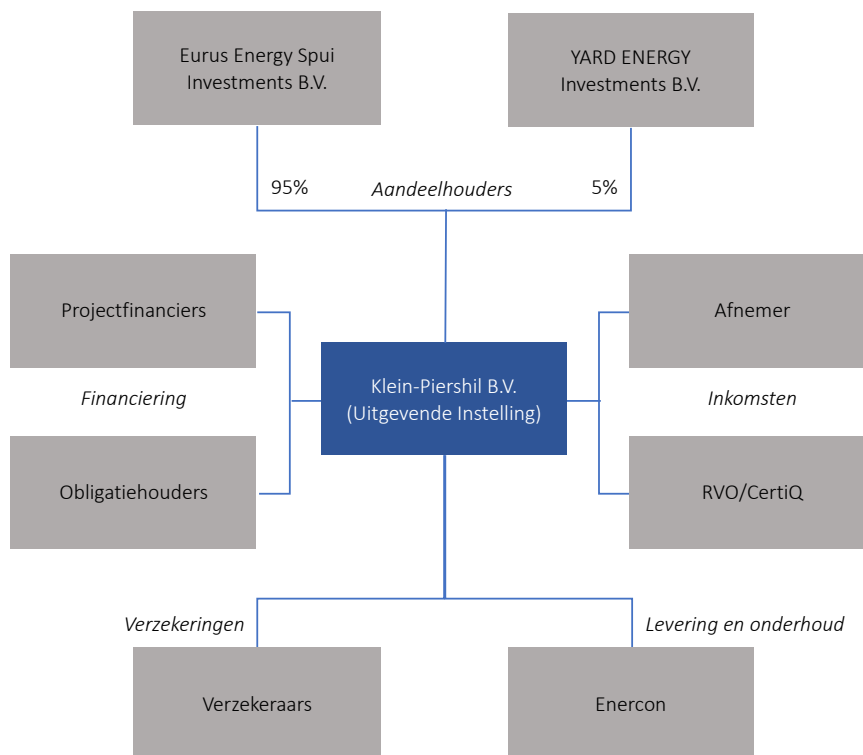 Eurus Energy Spui
Investments B.V.
YARD ENERGY
Investments B.V.
95%
Aandeelhouders
5%
Projectfinanciers
Afnemer
Klein-Piershil B.V.
(Uitgevende Instelling)
Financiering
Inkomsten
Obligatiehouders
RVO/CertiQ
Verzekeringen
Levering en onderhoud
Verzekeraars
Enercon